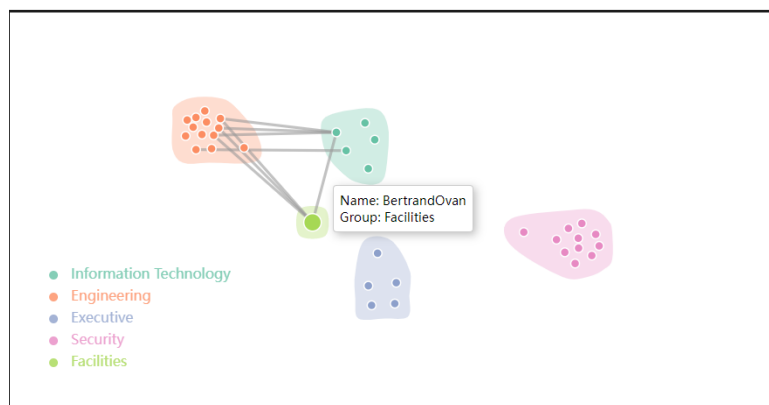 Name: BertrandOvan
Group: Facilities
Information Technology
Engineering
Executive
Security
Facilities